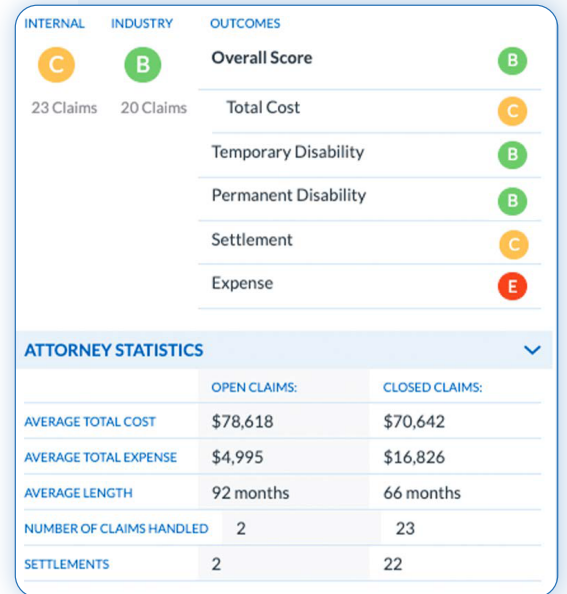 INTERNAL INDUSTRY OUTCOMES
C B Overall Score B
23 Claims 20 Claims Total Cost C
Temporary Disability B
Permanent Disability B
Settlement C
Expense E
ATTORNEY STATISTICS
OPEN CLAIMS: CLOSED CLAIMS:
AVERAGE TOTAL COST $78,618 $70,642
AVERAGE TOTAL EXPENSE $4,995 $16,826
AVERAGE LENGTH 92 months 66 months
NUMBER OF CLAIMS HANDLED 2 23
SETTLEMENTS 2 22